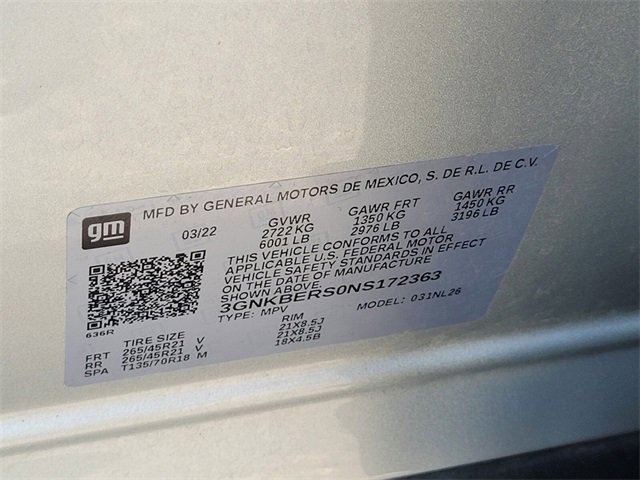 gm
MFD BY GENERAL MOTORS DE MEXICO, S. DE R.L. DE C.V.
03/22 GVWR GAWR FRT GAWR RR
2722 KG 1350 KG 1450 KG
6001 LB 2976 LB 3196 LB
THIS VEHICLE CONFORMS TO ALL
APPLICABLE U.S. FEDERAL MOTOR
VEHICLE SAFETY STANDARDS IN EFFECT
ON THE DATE OF MANUFACTURE
SHOWN ABOVE.
3GNKBERS0NS172363
TYPE: MPV MODEL: 031NL26
636R
TIRE SIZE RIM
FRT 265/45R21 V 21X8.5J
RR 265/45R21 V 21X8.5J
SPA T135/70R18 M 18X4.5B